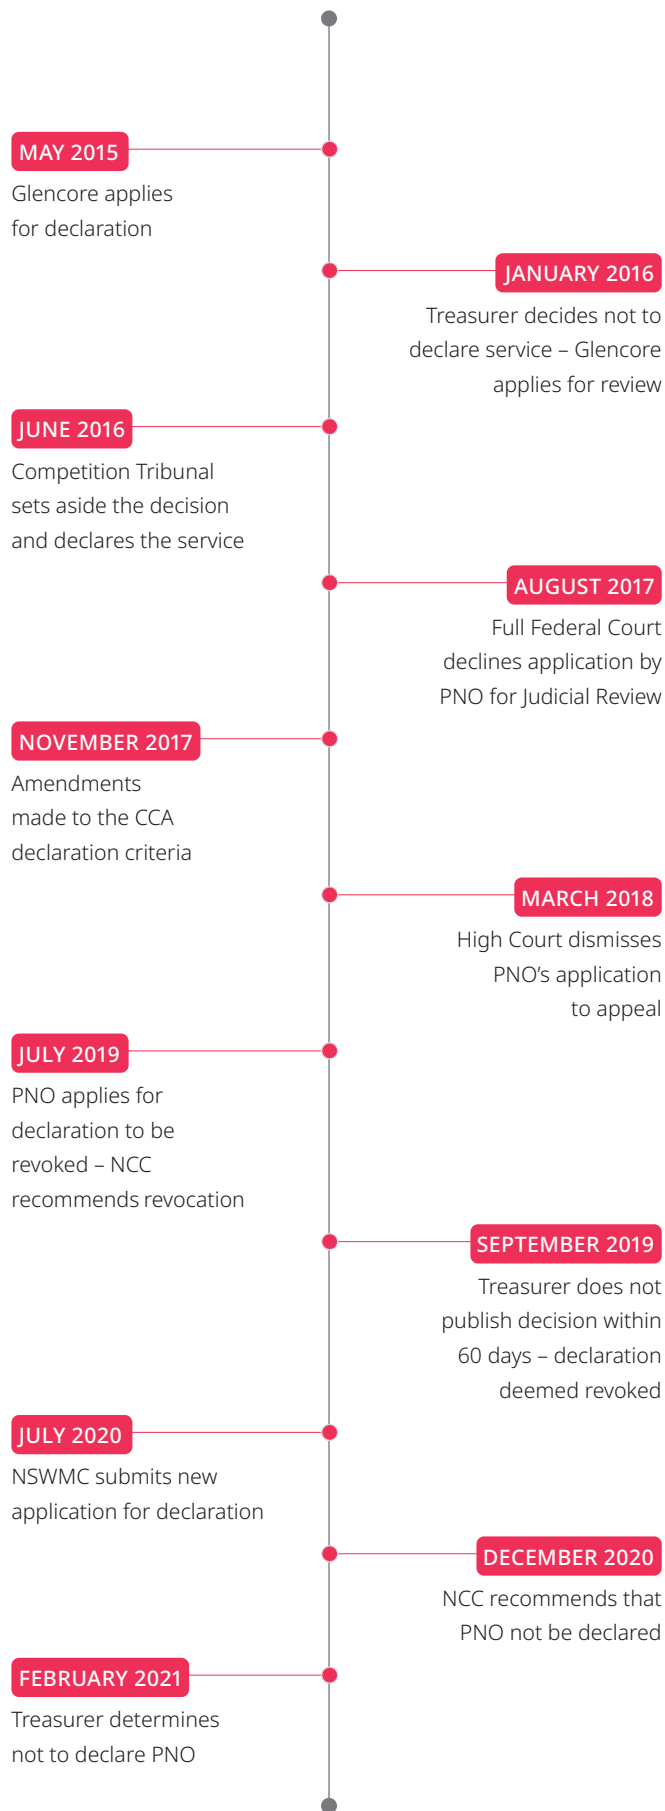 MAY 2015
Glencore applies
for declaration
JANUARY 2016
Treasurer decides not to
declare service – Glencore
applies for review
JUNE 2016
Competition Tribunal
sets aside the decision
and declares the service
AUGUST 2017
Full Federal Court
declines application by
PNO for Judicial Review
NOVEMBER 2017
Amendments
made to the CCA
declaration criteria
MARCH 2018
High Court dismisses
PNO’s application
to appeal
JULY 2019
PNO applies for
declaration to be
revoked – NCC
recommends revocation
SEPTEMBER 2019
Treasurer does not
publish decision within
60 days – declaration
deemed revoked
JULY 2020
NSWMC submits new
application for declaration
DECEMBER 2020
NCC recommends that
PNO not be declared
FEBRUARY 2021
Treasurer determines
not to declare PNO